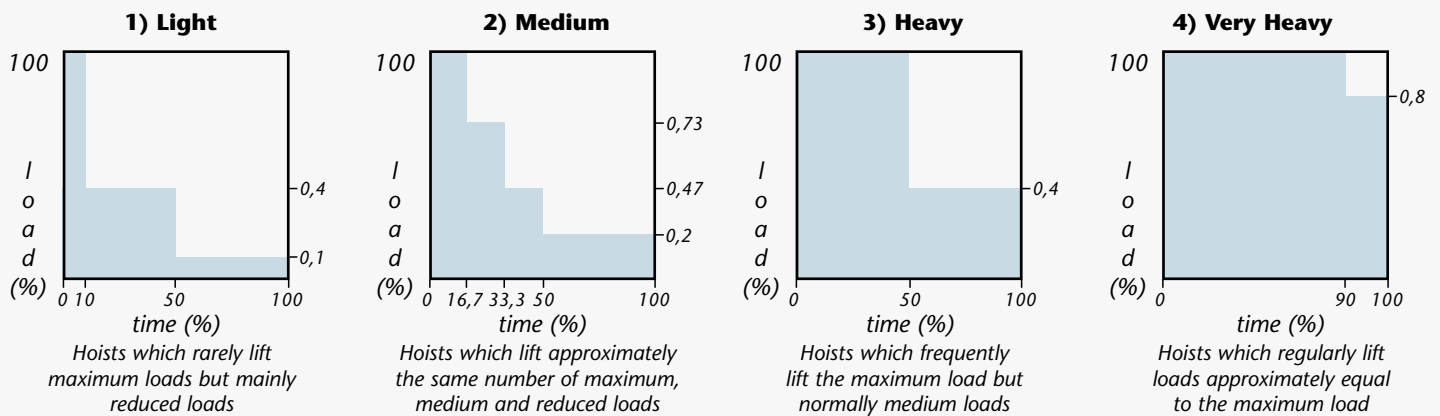 1) Light
100
l
o
a
d
(%)
0,4
0,1
0 10 50 100
time (%)
Hoists which rarely lift
maximum loads but mainly
reduced loads
2) Medium
100
l
o
a
d
(%)
0,73
0,47
0,2
0 16,7 33,3 50 100
time (%)
Hoists which lift approximately
the same number of maximum,
medium and reduced loads
3) Heavy
100
l
o
a
d
(%)
0,4
0 50 100
time (%)
Hoists which frequently
lift the maximum load but
normally medium loads
4) Very Heavy
100
l
o
a
d
(%)
0,8
0 90 100
time (%)
Hoists which regularly lift
loads approximately equal
to the maximum load